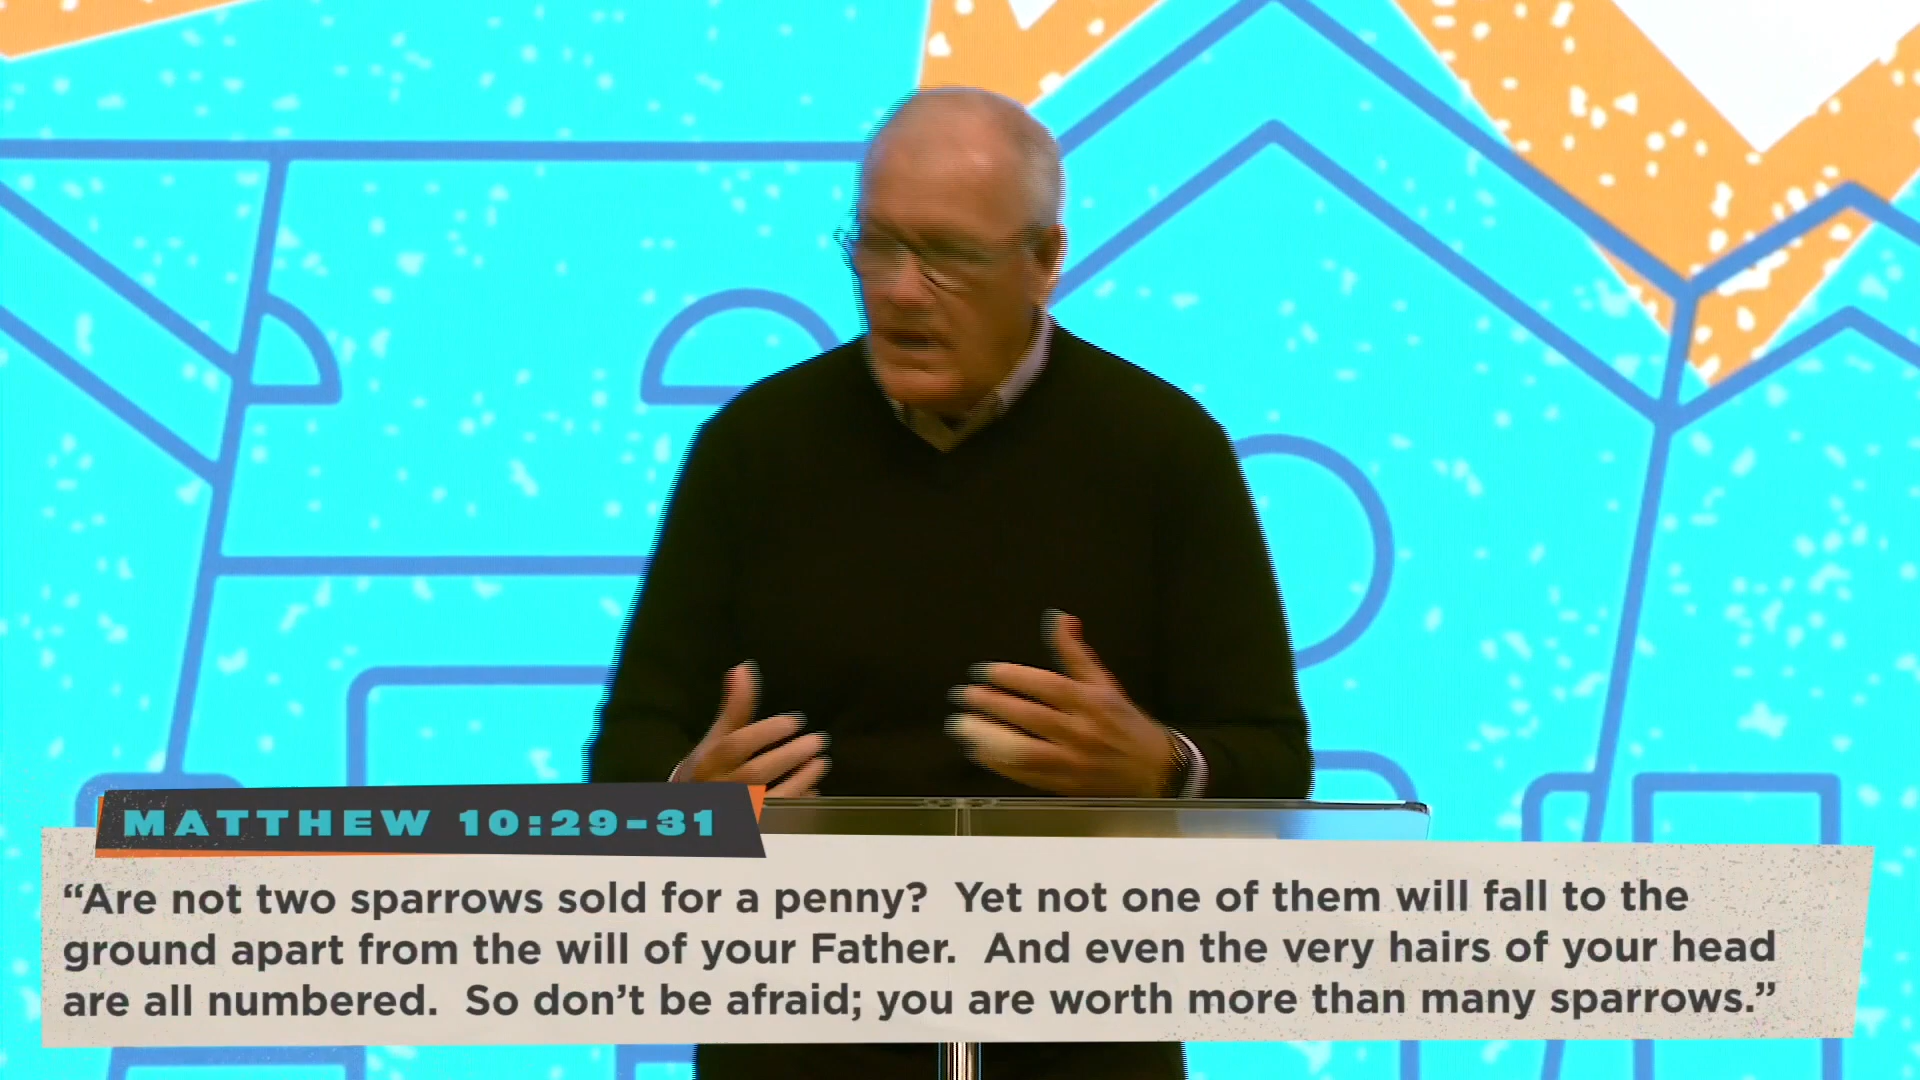 MATTHEW 10:29-31
“Are not two sparrows sold for a penny?  Yet not one of them will fall to the
ground apart from the will of your Father.  And even the very hairs of your head
are all numbered.  So don’t be afraid; you are worth more than many sparrows.”